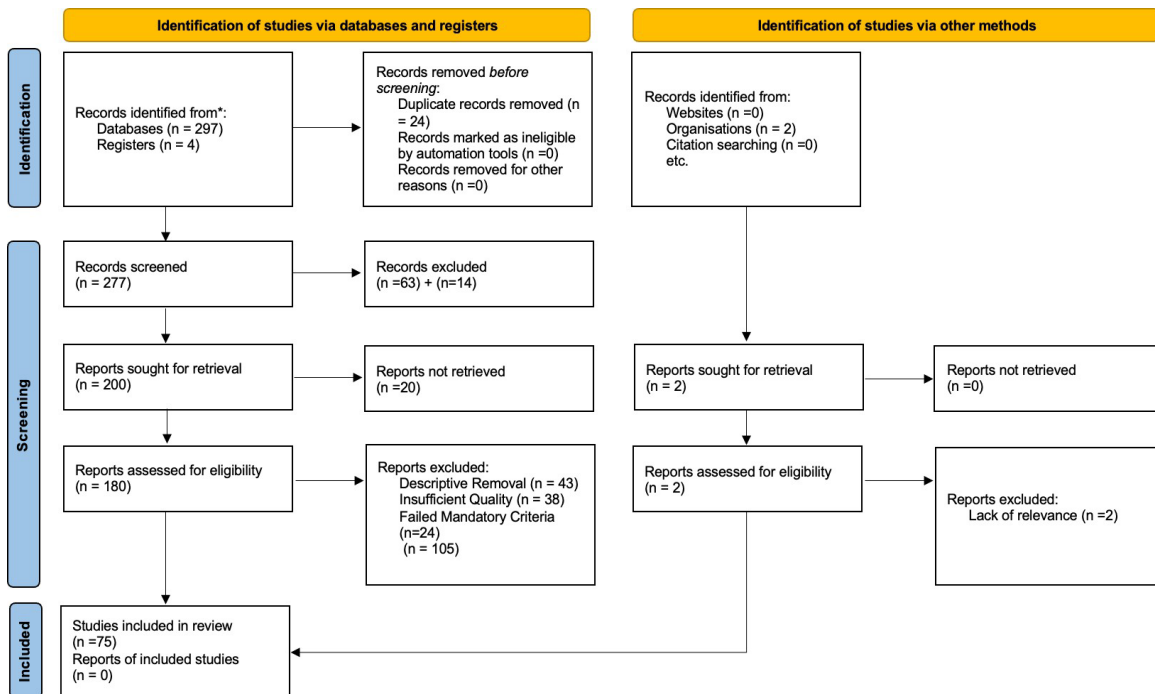 Identification of studies via databases and registers
Identification of studies via other methods
Identification
Records identified from*:
Databases (n = 297)
Registers (n = 4)
Records removed before
screening:
Duplicate records removed (n
= 24)
Records marked as ineligible
by automation tools (n =0)
Records removed for other
reasons (n =0)
Records identified from:
Websites (n =0)
Organisations (n = 2)
Citation searching (n =0)
etc.
Screening
Records screened
(n = 277)
Records excluded
(n =63) + (n=14)
Reports sought for retrieval
(n = 200)
Reports not retrieved
(n =20)
Reports sought for retrieval
(n = 2)
Reports not retrieved
(n =0)
Reports assessed for eligibility
(n = 180)
Reports excluded:
Descriptive Removal (n = 43)
Insufficient Quality (n = 38)
Failed Mandatory Criteria
(n=24)
(n = 105)
Reports assessed for eligibility
(n = 2)
Reports excluded:
Lack of relevance (n =2)
Included
Studies included in review
(n =75)
Reports of included studies
(n = 0)